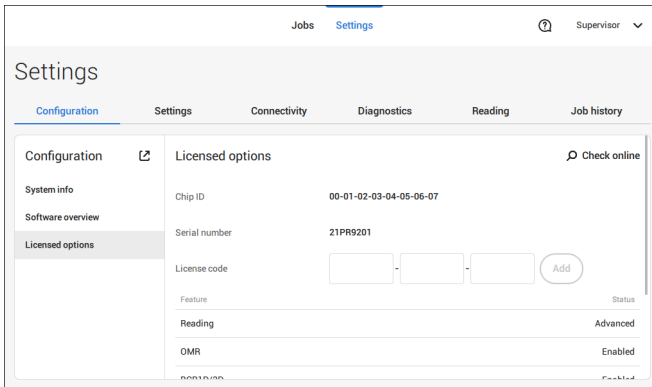 Jobs Settings Supervisor
Settings
Configuration Settings Connectivity Diagnostics Reading Job history
Configuration
System info
Software overview
Licensed options
Licensed options Check online
Chip ID 00-01-02-03-04-05-06-07
Serial number 21PR9201
License code - - Add
Feature Status
Reading Advanced
OMR Enabled
Enabled